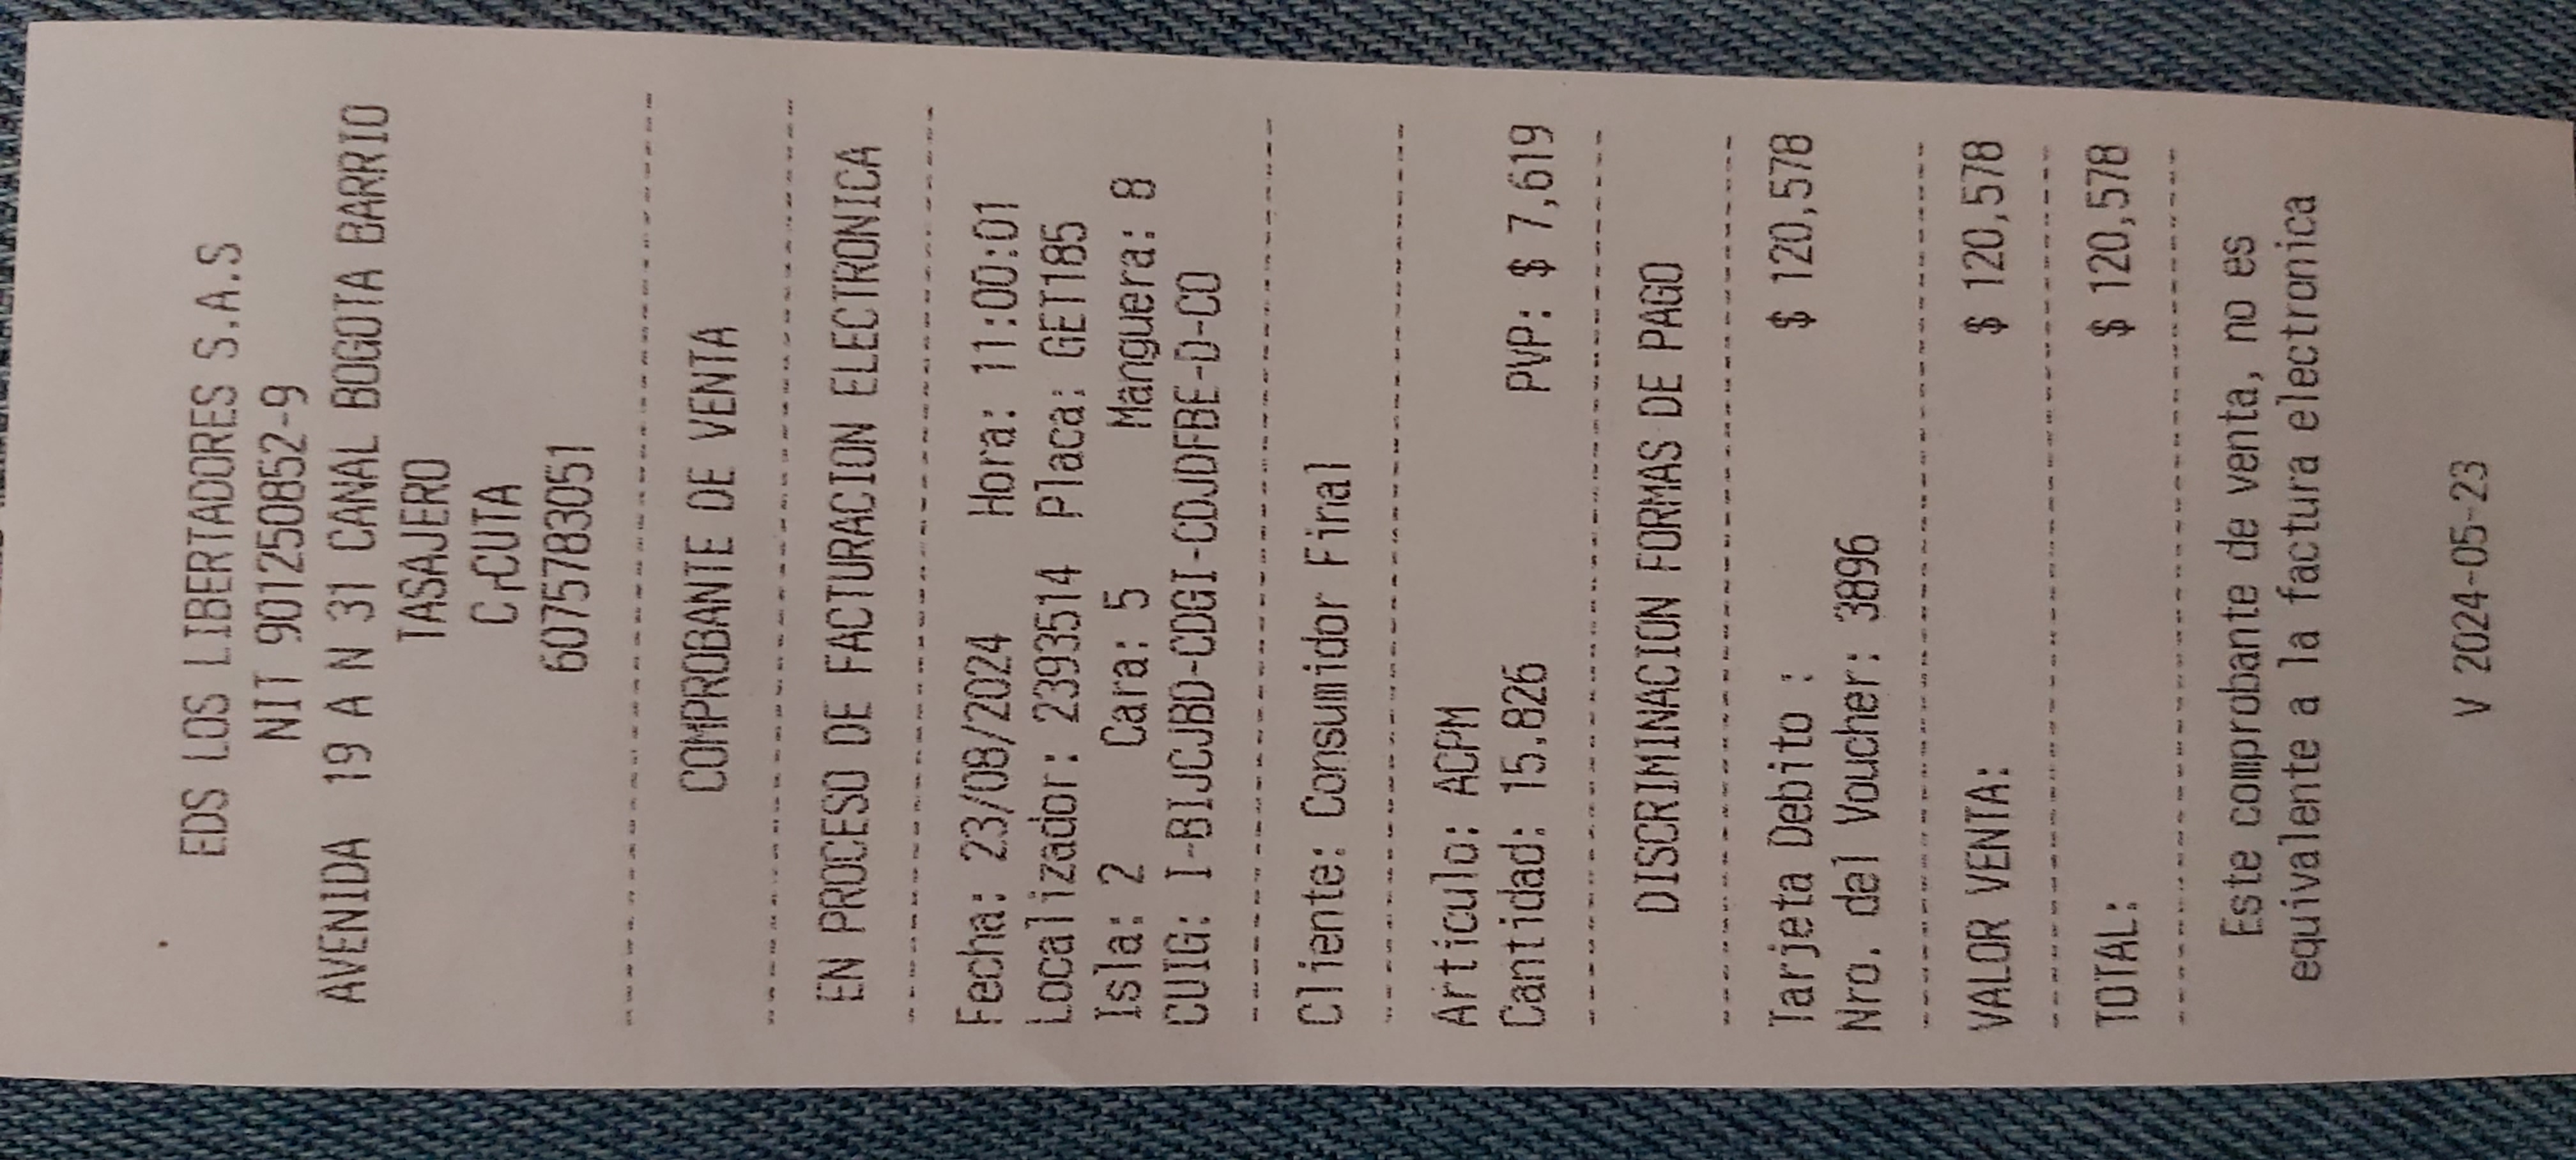 EDS LOS LIBERTADORES S.A.S
NIT 901250852-9
AVENIDA 19 A N 31 CANAL BOGOTA BARRIO
TASAJERO
C┌CUTA
6075783051
COMPROBANTE DE VENTA
EN PROCESO DE FACTURACION ELECTRONICA
Fecha: 23/08/2024 Hora: 11:00:01
Localizador: 2393514 Placa: GET185
Isla: 2 Cara: 5 Manguera: 8
CUIG: I-BIJCJBD-CDGI-CDJDFBE-D-CO
Cliente: Consumidor Final
Articulo: ACPM
Cantidad: 15.826 PVP: $ 7,619
DISCRIMINACION FORMAS DE PAGO
Tarjeta Debito : $ 120,578
Nro. del Voucher: 3896
VALOR VENTA: $ 120,578
TOTAL: $ 120,578
Este comprobante de venta, no es
equivalente a la factura electronica
V 2024-05-23